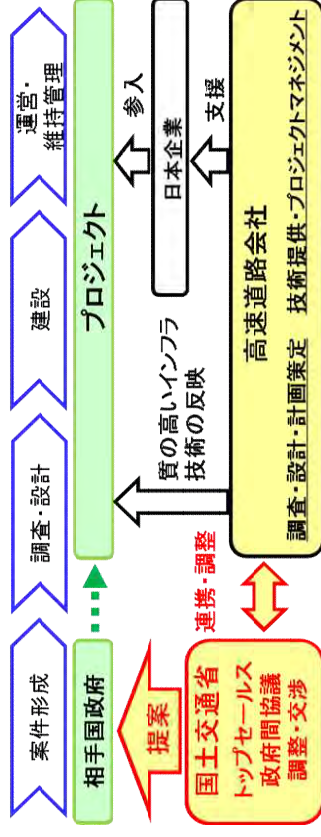 案件形成
調査・設計
建設
運営・
維持管理
相手国政府
プロジェクト
提案
質の高いインフラ
技術の反映
参入
日本企業
支援
国土交通省
トップセールス
政府間協議
調整・交渉
連携・調整
高速道路会社
調査・設計・計画策定　技術提供・プロジェクトマネジメント